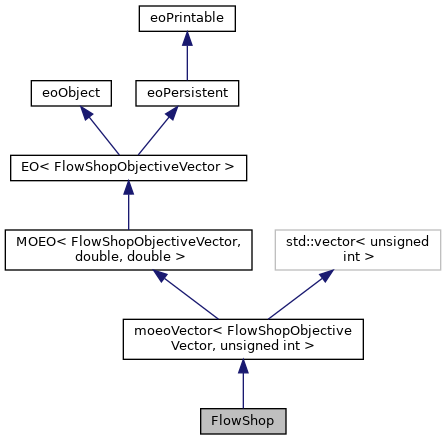 eoPrintable
eoObject
eoPersistent
EO< FlowShopObjectiveVector >
MOEO< FlowShopObjectiveVector,
double, double >
std::vector< unsigned
int >
moeoVector< FlowShopObjective
Vector, unsigned int >
FlowShop